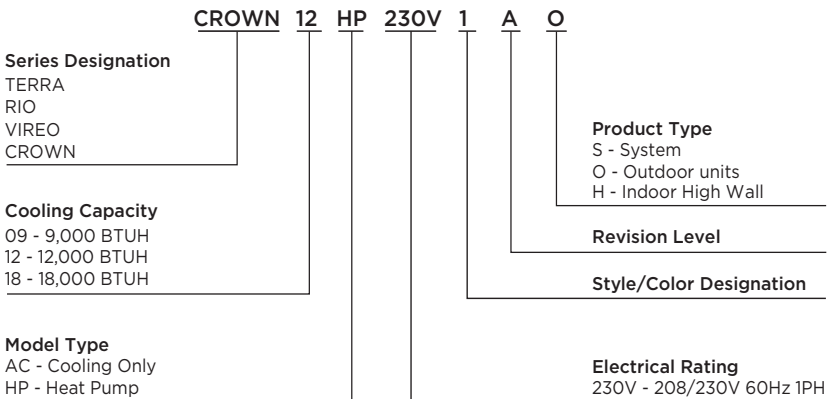 CROWN 12 HP 230V 1 A O
Series Designation
TERRA
RIO
VIREO
CROWN
Cooling Capacity
09 - 9,000 BTUH
12 - 12,000 BTUH
18 - 18,000 BTUH
Model Type
AC - Cooling Only
HP - Heat Pump
Product Type
S - System
O - Outdoor units
H - Indoor High Wall
Revision Level
Style/Color Designation
Electrical Rating
230V - 208/230V 60Hz 1PH